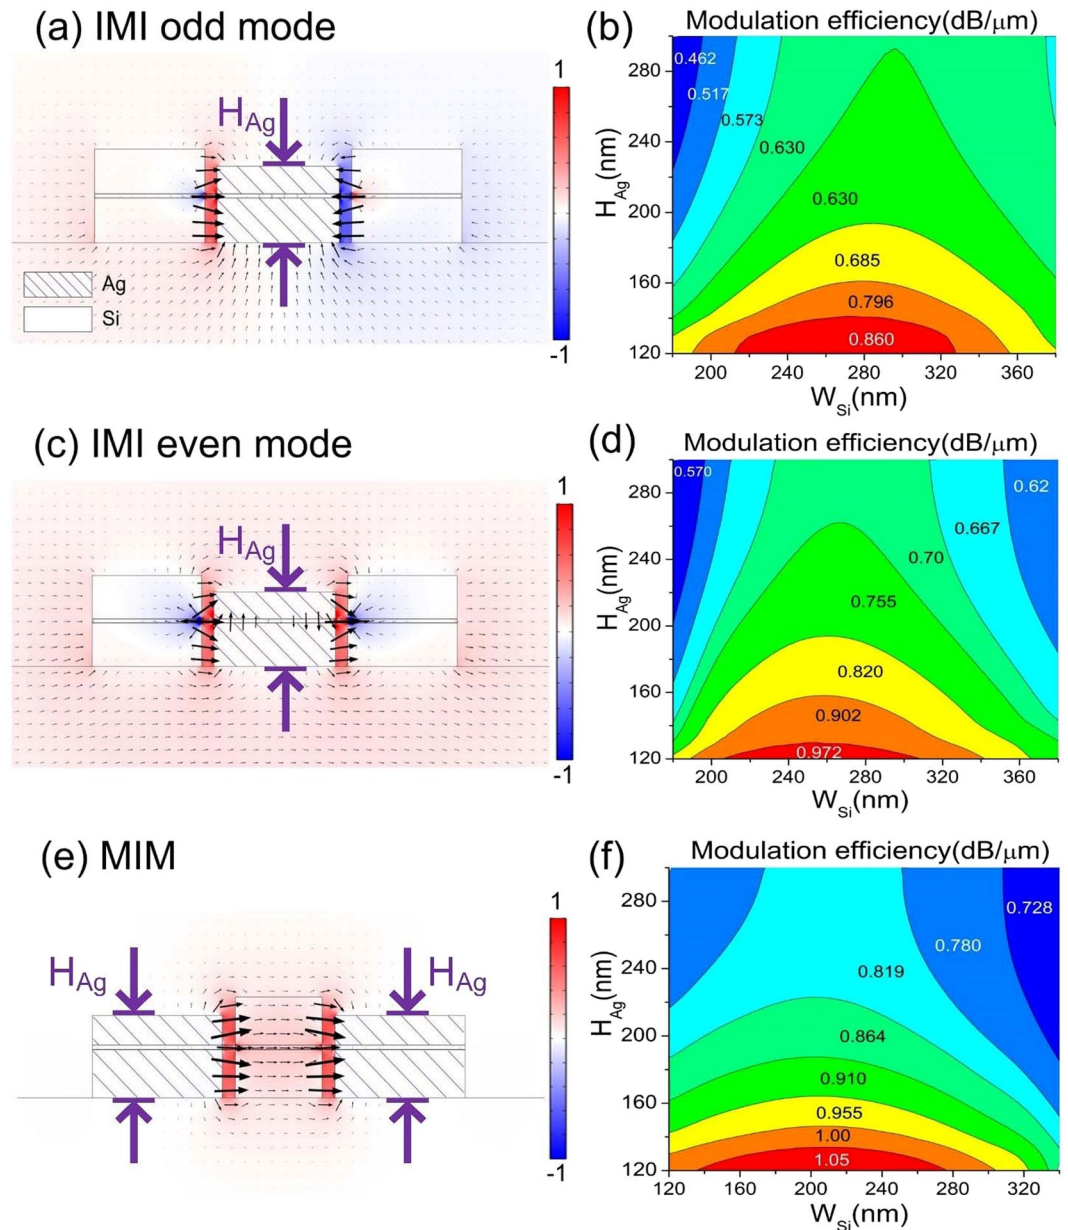 (a) IMI odd mode
1
H_Ag
Ag
Si
-1
(b) Modulation efficiency(dB/μm)
280
240
200
160
120
H_Ag(nm)
0.462
0.517
0.573
0.630
0.630
0.685
0.796
0.860
200 240 280 320 360
W_Si(nm)
(c) IMI even mode
1
H_Ag
-1
(d) Modulation efficiency(dB/μm)
280
240
200
160
120
H_Ag(nm)
0.570
0.62
0.667
0.70
0.755
0.820
0.902
0.972
200 240 280 320 360
W_Si(nm)
(e) MIM
1
H_Ag H_Ag
-1
(f) Modulation efficiency(dB/μm)
280
240
200
160
120
H_Ag(nm)
0.728
0.780
0.819
0.864
0.910
0.955
1.00
1.05
120 160 200 240 280 320
W_Si(nm)